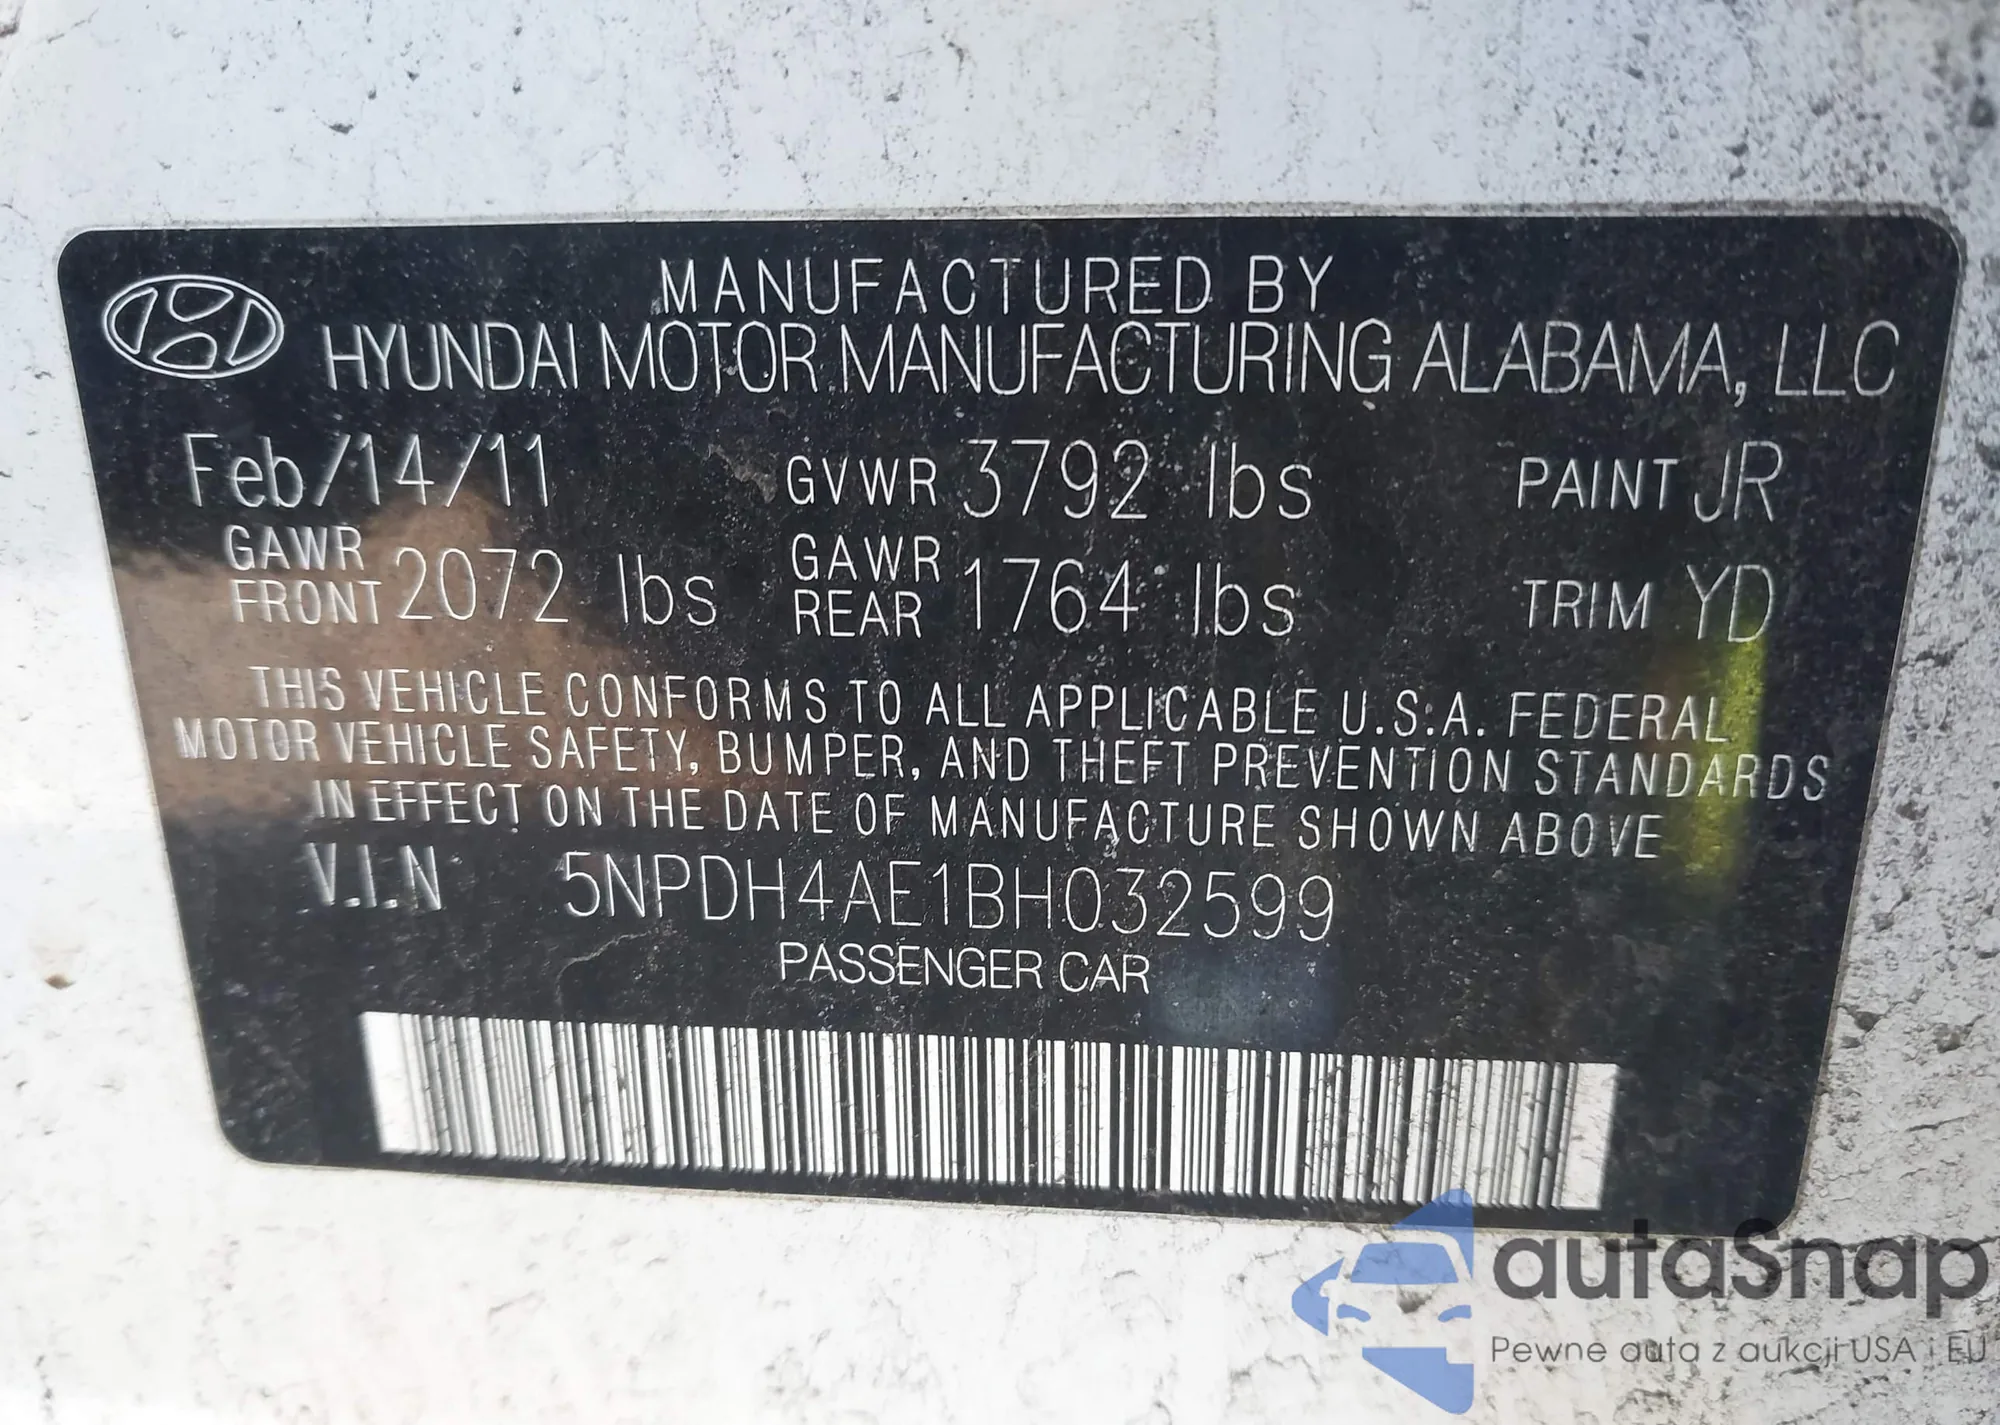 MANUFACTURED BY
HYUNDAI MOTOR MANUFACTURING ALABAMA, LLC
Feb/14/11 GVWR 3792 lbs PAINT JR
GAWR FRONT 2072 lbs GAWR REAR 1764 lbs TRIM YD
THIS VEHICLE CONFORMS TO ALL APPLICABLE U.S.A. FEDERAL
MOTOR VEHICLE SAFETY, BUMPER, AND THEFT PREVENTION STANDARDS
IN EFFECT ON THE DATE OF MANUFACTURE SHOWN ABOVE
V.I.N 5NPDH4AE1BH032599
PASSENGER CAR
autaSnap
Pewne auta z aukcji USA i EU